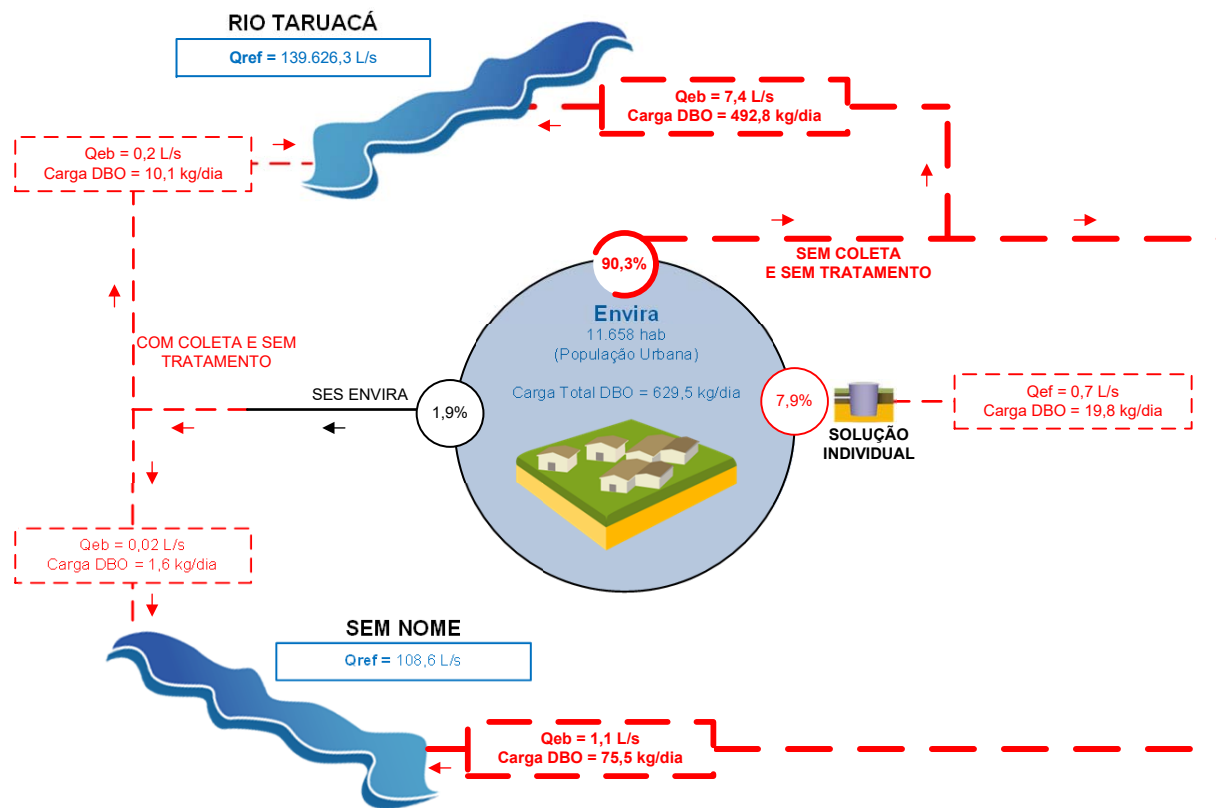 RIO TARUACÁ
Qref = 139.626,3 L/s
Qeb = 7,4 L/s
Carga DBO = 492,8 kg/dia
Qeb = 0,2 L/s
Carga DBO = 10,1 kg/dia
90,3%
SEM COLETA
E SEM TRATAMENTO
Envira
11.658 hab
(População Urbana)
Carga Total DBO = 629,5 kg/dia
COM COLETA E SEM
TRATAMENTO
SES ENVIRA
1,9%
7,9%
SOLUÇÃO
INDIVIDUAL
Qef = 0,7 L/s
Carga DBO = 19,8 kg/dia
Qeb = 0,02 L/s
Carga DBO = 1,6 kg/dia
SEM NOME
Qref = 108,6 L/s
Qeb = 1,1 L/s
Carga DBO = 75,5 kg/dia